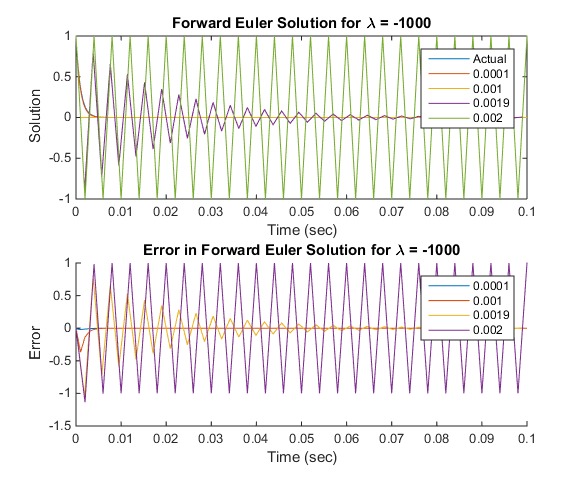 Forward Euler Solution for λ = -1000
1
0.5
0
-0.5
-1
Solution
Actual
0.0001
0.001
0.0019
0.002
0 0.01 0.02 0.03 0.04 0.05 0.06 0.07 0.08 0.09 0.1
Time (sec)
Error in Forward Euler Solution for λ = -1000
1
0.5
0
-0.5
-1
-1.5
Error
0.0001
0.001
0.0019
0.002
0 0.01 0.02 0.03 0.04 0.05 0.06 0.07 0.08 0.09 0.1
Time (sec)